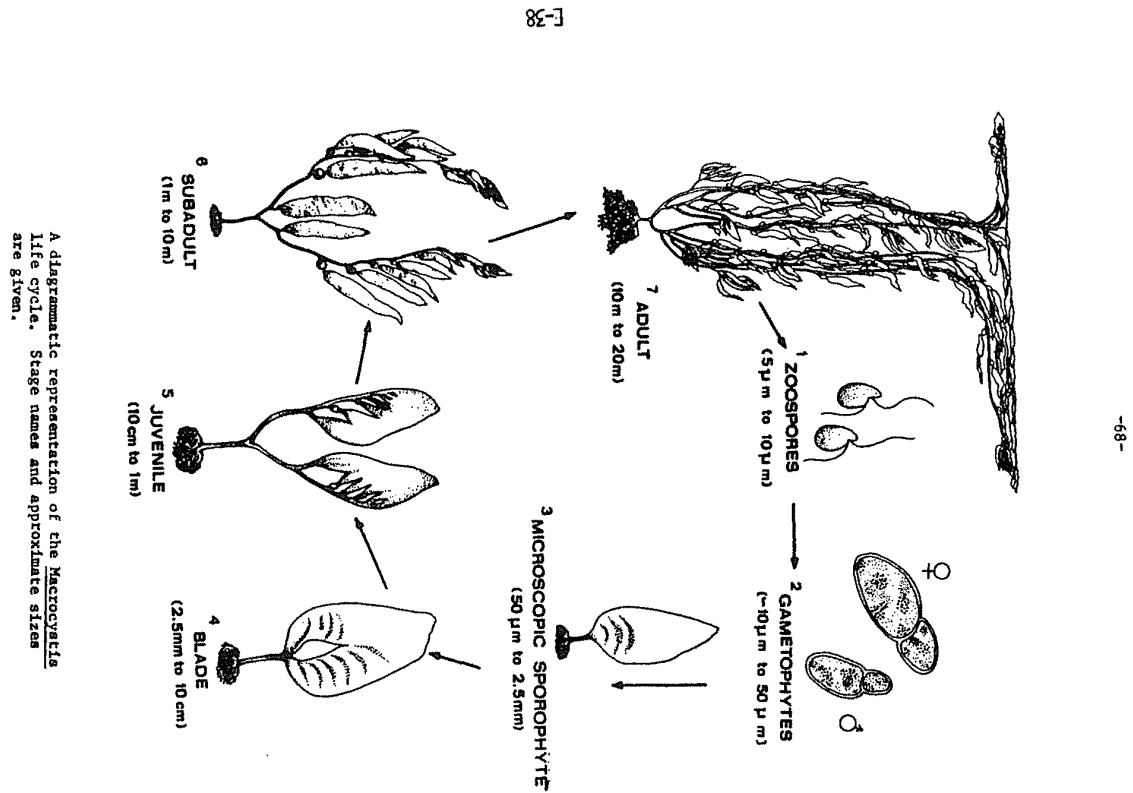 -68-
7 ADULT
(10m to 20m)
1 ZOOSPORES
(5µm to 10µm)
2 GAMETOPHYTES
(~10µm to 50µm)
♀
♂
3 MICROSCOPIC SPOROPHYTE
(50µm to 2.5mm)
4 BLADE
(2.5mm to 10cm)
5 JUVENILE
(10cm to 1m)
6 SUBADULT
(1m to 10m)
A disgrammatic representation of the Macrocystis
life cycle. Stage names and approximate sizes
are given.
E-38